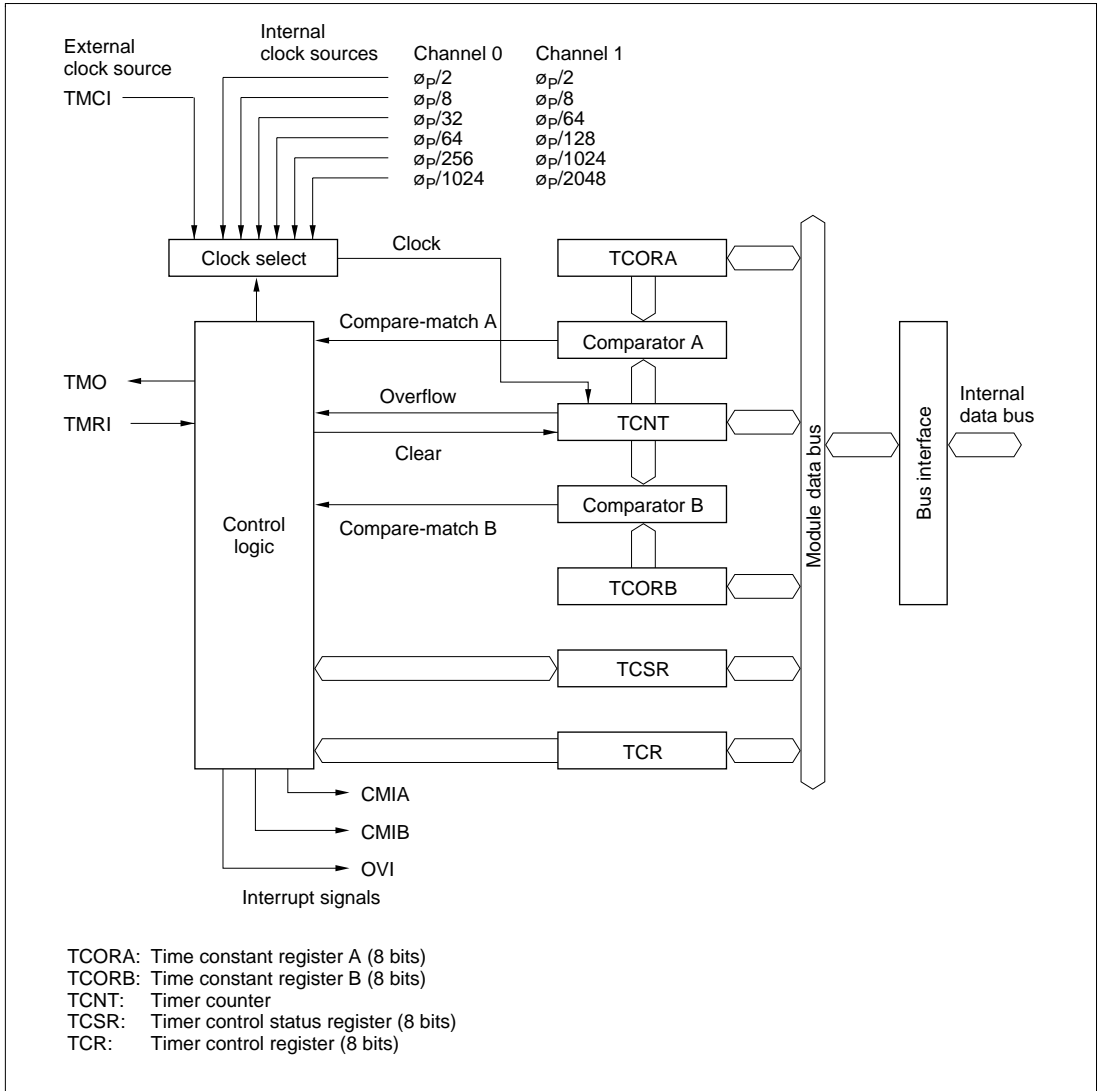 External
clock source
TMCI
Internal
clock sources
Channel 0 Channel 1
øP/2 øP/2
øP/8 øP/8
øP/32 øP/64
øP/64 øP/128
øP/256 øP/1024
øP/1024 øP/2048
Clock select
Clock
TCORA
Compare-match A
Comparator A
TMO
Overflow
TCNT
TMRI
Clear
Internal
data bus
Module data bus
Bus interface
Comparator B
Compare-match B
Control
logic
TCORB
TCSR
TCR
CMIA
CMIB
OVI
Interrupt signals
TCORA: Time constant register A (8 bits)
TCORB: Time constant register B (8 bits)
TCNT: Timer counter
TCSR: Timer control status register (8 bits)
TCR: Timer control register (8 bits)